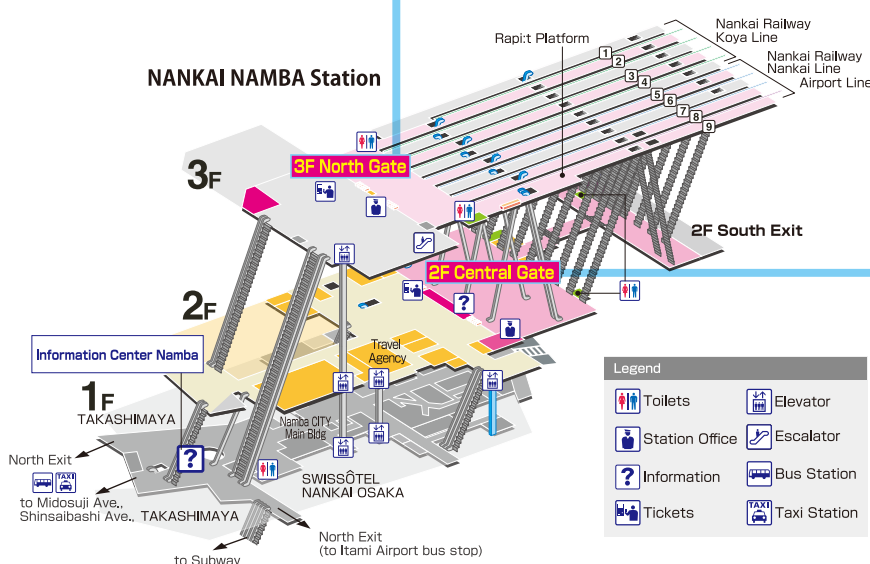 NANKAI NAMBA Station
Rapi:t Platform
Nankai Railway
Koya Line
Nankai Railway
Nankai Line
Airport Line
1
2
3
4
5
6
7
8
9
3F
3F North Gate
2F South Exit
2F Central Gate
2F
Information Center Namba
Travel
Agency
1F
TAKASHIMAYA
Namba CITY
Main Bldg
North Exit
TAXI
to Midosuji Ave.,
Shinsaibashi Ave.,
TAKASHIMAYA
?
?
SWISSÔTEL
NANKAI OSAKA
North Exit
(to Itami Airport bus stop)
to Subway
Legend
Toilets
Elevator
Station Office
Escalator
?
Information
Bus Station
Tickets
TAXI
Taxi Station